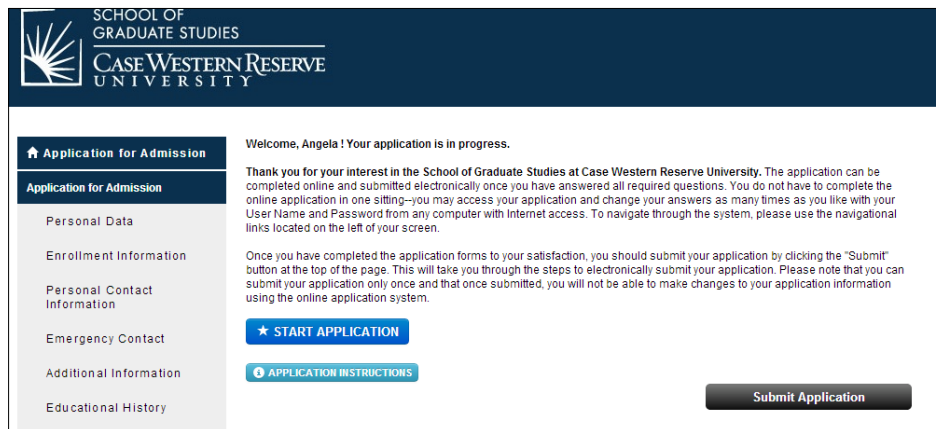 SCHOOL OF
GRADUATE STUDIES
CASE WESTERN RESERVE
UNIVERSITY
Application for Admission
Application for Admission
Personal Data
Enrollment Information
Personal Contact
Information
Emergency Contact
Additional Information
Educational History
Welcome, Angela ! Your application is in progress.
Thank you for your interest in the School of Graduate Studies at Case Western Reserve University. The application can be
completed online and submitted electronically once you have answered all required questions. You do not have to complete the
online application in one sitting--you may access your application and change your answers as many times as you like with your
User Name and Password from any computer with Internet access. To navigate through the system, please use the navigational
links located on the left of your screen.
Once you have completed the application forms to your satisfaction, you should submit your application by clicking the "Submit"
button at the top of the page. This will take you through the steps to electronically submit your application. Please note that you can
submit your application only once and that once submitted, you will not be able to make changes to your application information
using the online application system.
START APPLICATION
APPLICATION INSTRUCTIONS
Submit Application